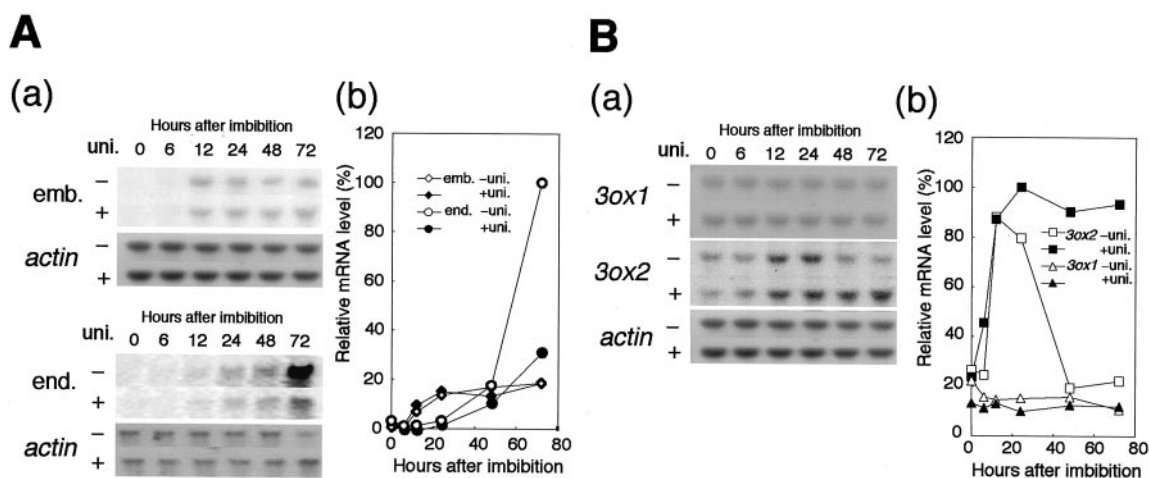 A
(a)
Hours after imbibition
uni. 0 6 12 24 48 72
emb. −
+
actin −
+
Hours after imbibition
uni. 0 6 12 24 48 72
end. −
+
actin −
+
(b)
Relative mRNA level (%)
120
100
80
60
40
20
0
0 20 40 60 80
Hours after imbibition
emb. −uni.
+uni.
end. −uni.
+uni.
B
(a)
Hours after imbibition
uni. 0 6 12 24 48 72
3ox1 −
+
3ox2 −
+
actin −
+
(b)
Relative mRNA level (%)
120
100
80
60
40
20
0
0 20 40 60 80
Hours after imbibition
3ox2 −uni.
+uni.
3ox1 −uni.
+uni.